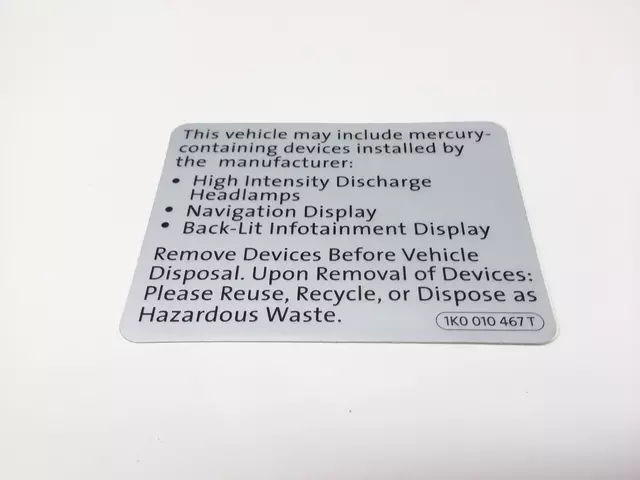 This vehicle may include mercury-
containing devices installed by
the manufacturer:
• High Intensity Discharge
Headlamps
• Navigation Display
• Back-Lit Infotainment Display
Remove Devices Before Vehicle
Disposal. Upon Removal of Devices:
Please Reuse, Recycle, or Dispose as
Hazardous Waste.
1K0 010 467 T